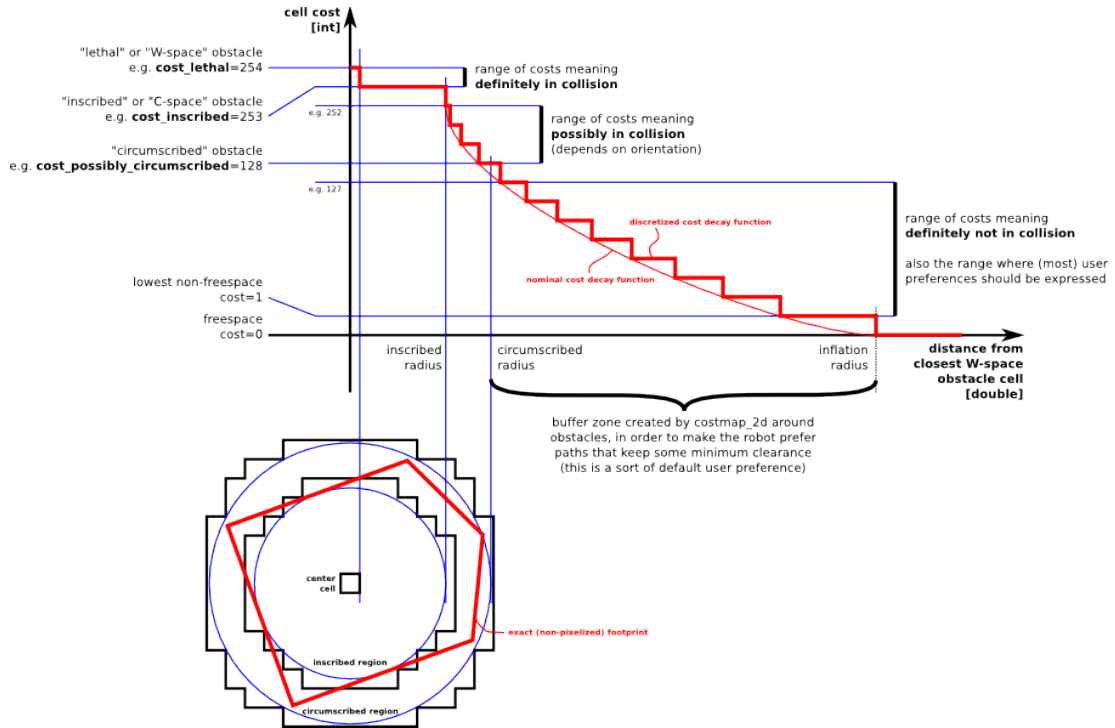 cell cost
[int]
"lethal" or "W-space" obstacle
e.g. cost_lethal=254
range of costs meaning
definitely in collision
"inscribed" or "C-space" obstacle
e.g. cost_inscribed=253
e.g. 252
range of costs meaning
possibly in collision
(depends on orientation)
"circumscribed" obstacle
e.g. cost_possibly_circumscribed=128
e.g. 127
discretized cost decay function
nominal cost decay function
range of costs meaning
definitely not in collision
also the range where (most) user
preferences should be expressed
lowest non-freespace
cost=1
freespace
cost=0
inscribed
radius
circumscribed
radius
inflation
radius
distance from
closest W-space
obstacle cell
[double]
buffer zone created by costmap_2d around
obstacles, in order to make the robot prefer
paths that keep some minimum clearance
(this is a sort of default user preference)
center
cell
exact (non-pixelized) footprint
inscribed region
circumscribed region